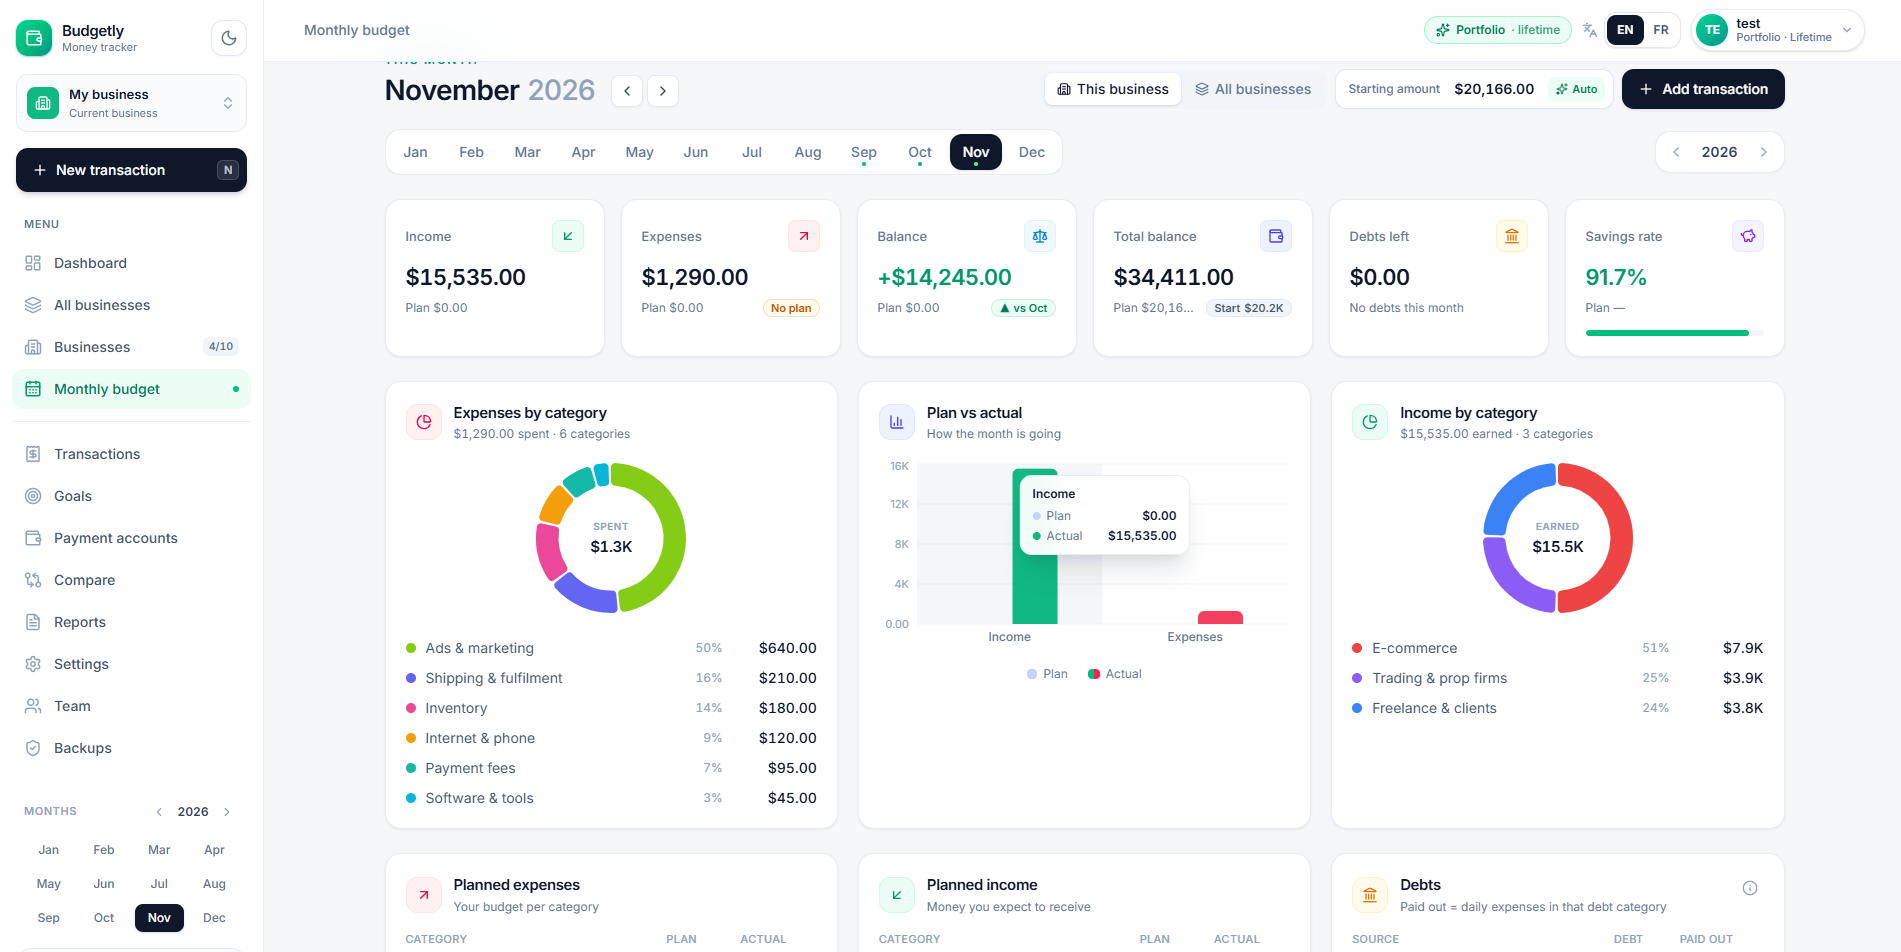 Budgetly
Money tracker
My business
Current business
New transaction N
MENU
Dashboard
All businesses
Businesses 4/10
Monthly budget
Transactions
Goals
Payment accounts
Compare
Reports
Settings
Team
Backups
MONTHS 2026
Jan Feb Mar Apr
May Jun Jul Aug
Sep Oct Nov Dec
Monthly budget
Portfolio · lifetime
EN FR
TE
test
Portfolio · Lifetime
THIS MONTH
November 2026
This business All businesses
Starting amount $20,166.00 Auto
Add transaction
Jan Feb Mar Apr May Jun Jul Aug Sep Oct Nov Dec
2026
Income
$15,535.00
Plan $0.00
Expenses
$1,290.00
Plan $0.00 No plan
Balance
+$14,245.00
Plan $0.00 ▲ vs Oct
Total balance
$34,411.00
Plan $20,16... Start $20.2K
Debts left
$0.00
No debts this month
Savings rate
91.7%
Plan —
Expenses by category
$1,290.00 spent · 6 categories
SPENT
$1.3K
Ads & marketing 50% $640.00
Shipping & fulfilment 16% $210.00
Inventory 14% $180.00
Internet & phone 9% $120.00
Payment fees 7% $95.00
Software & tools 3% $45.00
Plan vs actual
How the month is going
16K
12K
8K
4K
0.00
Income
Plan $0.00
Actual $15,535.00
Income Expenses
Plan Actual
Income by category
$15,535.00 earned · 3 categories
EARNED
$15.5K
E-commerce 51% $7.9K
Trading & prop firms 25% $3.9K
Freelance & clients 24% $3.8K
Planned expenses
Your budget per category
CATEGORY PLAN ACTUAL
Planned income
Money you expect to receive
CATEGORY PLAN ACTUAL
Debts
Paid out = daily expenses in that debt category
SOURCE DEBT PAID OUT